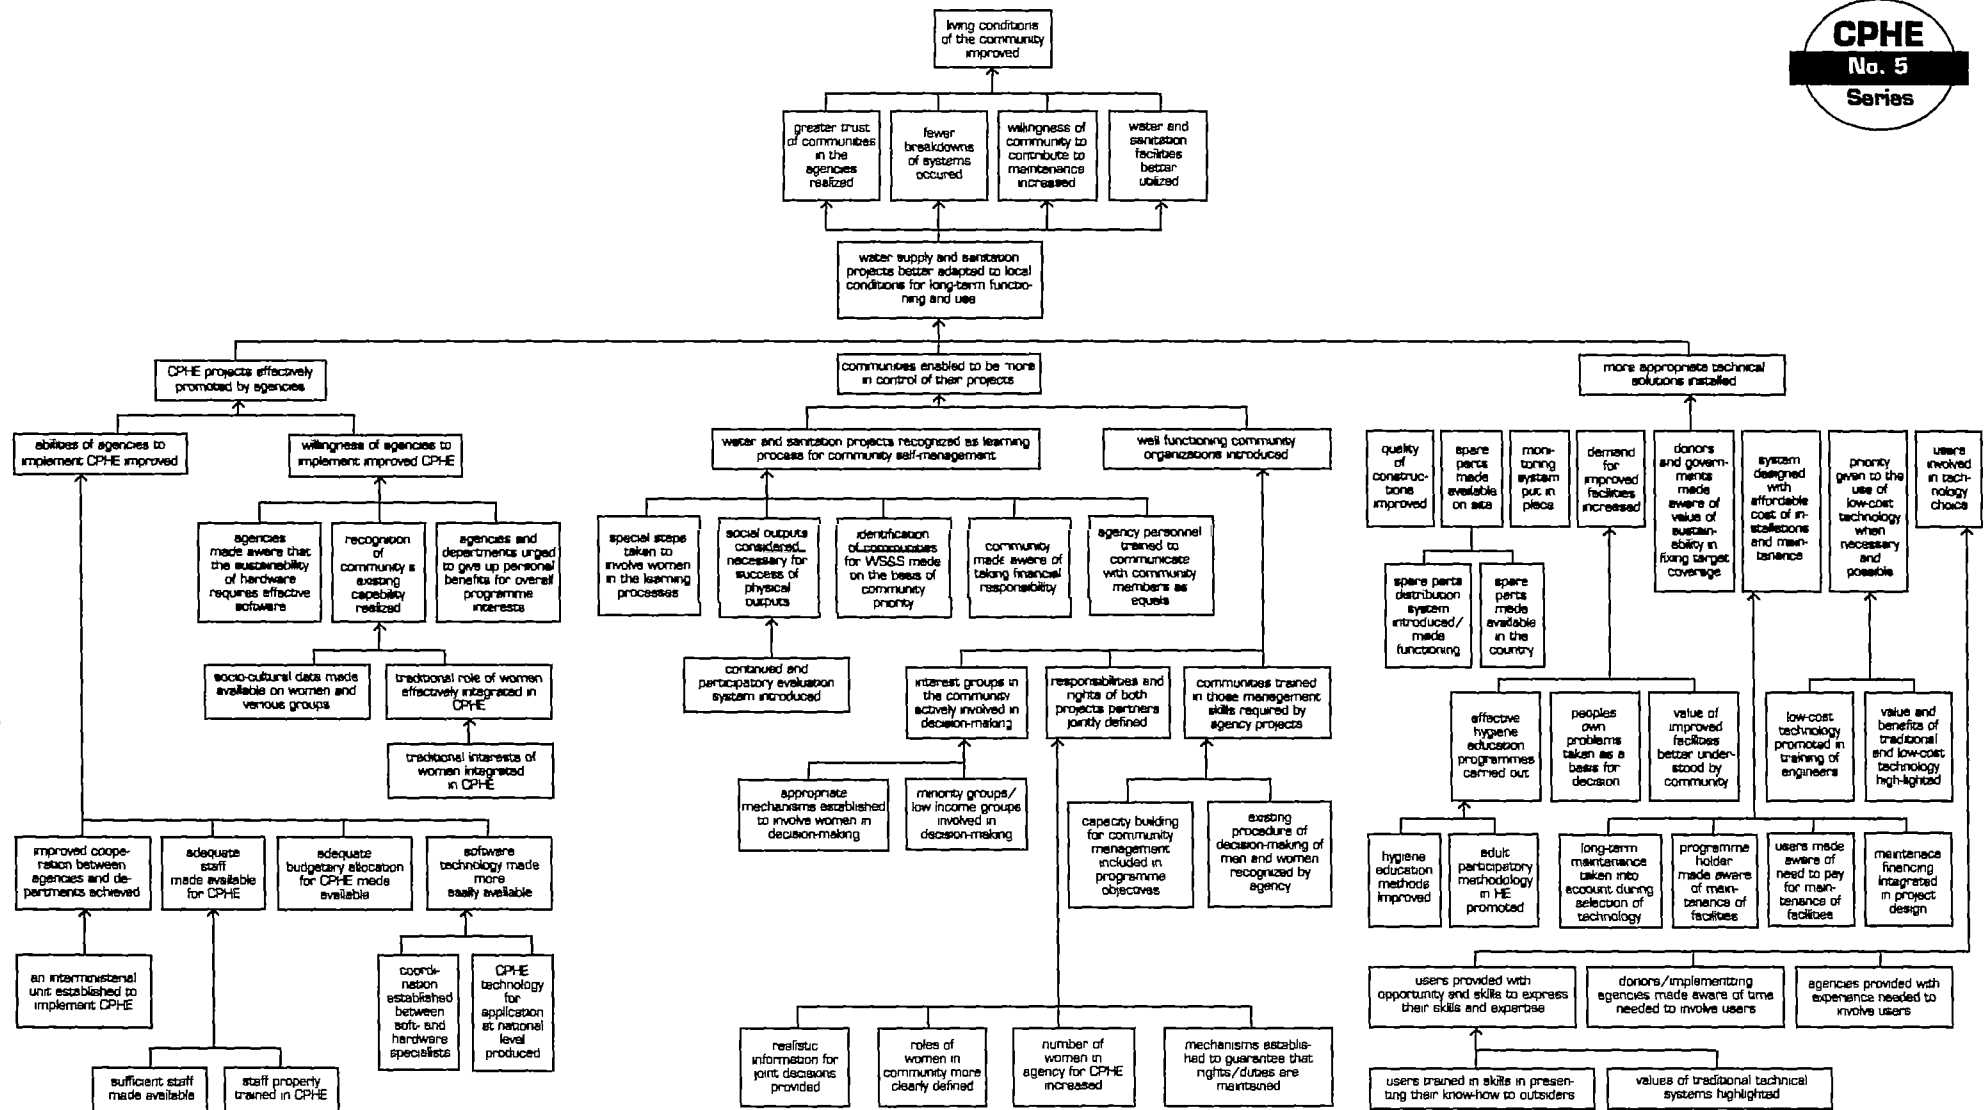 living conditions
of the community
improved
CPHE
No. 5
Series
greater trust
of communities
in the
agencies
realized
fewer
breakdowns
of systems
occured
willingness of
community to
contribute to
maintenance
increased
water and
sanitation
facilities
better
utilized
water supply and sanitation
projects better adapted to local
conditions for long-term functio-
ning and use
CPHE projects effectively
promoted by agencies
communities enabled to be more
in control of their projects
more appropriate technical
solutions installed
abilities of agencies to
implement CPHE improved
willingness of agencies to
implement improved CPHE
water and sanitation projects recognized as learning
process for community self-management
well functioning community
organizations introduced
quality
of
construc-
tions
improved
spare
parts
made
available
on site
moni-
toring
system
put in
place
demand
for
improved
facilities
increased
donors
and govern-
ments
made
aware of
value of
sustain-
ability in
fixing target
coverage
system
designed
with
affordable
cost of in-
stallations
and main-
tenance
priority
given to the
use of
low-cost
technology
when
necessary
and
possible
users
involved
in tech-
nology
choice
agencies
made aware that
the sustainability
of hardware
requires effective
software
recognition
of
community s
existing
capability
realized
agencies and
departments urged
to give up personal
benefits for overall
programme
interests
special steps
taken to
involve women
in the learning
processes
social outputs
considered
necessary for
success of
physical
outputs
identification
of communities
for WS&S made
on the basis of
community
priority
community
made aware of
taking financial
responsibility
agency personnel
trained to
communicate
with community
members as
equals
spare parts
distribution
system
introduced/
made
functioning
spare
parts
made
available
in the
country
socio-cultural data made
available on women and
various groups
traditional role of women
effectively integrated in
CPHE
continued and
participatory evaluation
system introduced
interest groups in
the community
actively involved in
decision-making
responsibilities and
rights of both
projects partners
jointly defined
communities trained
in those management
skills required by
agency projects
effective
hygiene
education
programmes
carried out
peoples
own
problems
taken as a
basis for
decision
value of
improved
facilities
better under-
stood by
community
low-cost
technology
promoted in
training of
engineers
value and
benefits of
traditional
and low-cost
technology
high-lighted
traditional interests of
women integrated
in CPHE
appropriate
mechanisms established
to involve women in
decision-making
minority groups/
low income groups
involved in
decision-making
capacity building
for community
management
included in
programme
objectives
existing
procedure of
decision-making of
men and women
recognized by
agency
improved coope-
ration between
agencies and de-
partments achieved
adequate
staff
made available
for CPHE
adequate
budgetary allocation
for CPHE made
available
software
technology made
more
easily available
hygiene
education
methods
improved
adult
participatory
methodology
in HE
promoted
long-term
maintenance
taken into
account during
selection of
technology
programme
holder
made aware
of main-
tenance of
facilities
users made
aware of
need to pay
for main-
tenance of
facilities
maintenace
financing
integrated
in project
design
an interministerial
unit established to
implement CPHE
coordi-
nation
established
between
soft- and
hardware
specialists
CPHE
technology
for
application
at national
level
produced
users provided with
opportunity and skills to express
their skills and expertise
donors/implementting
agencies made aware of time
needed to involve users
agencies provided with
experience needed to
involve users
realistic
information for
joint decisions
provided
roles of
women in
community more
clearly defined
number of
women in
agency for CPHE
increased
mechanisms establis-
hed to guarantee that
rights/duties are
maintained
sufficient staff
made available
staff properly
trained in CPHE
users trained in skills in presen-
ting their know-how to outsiders
values of traditional technical
systems highlighted